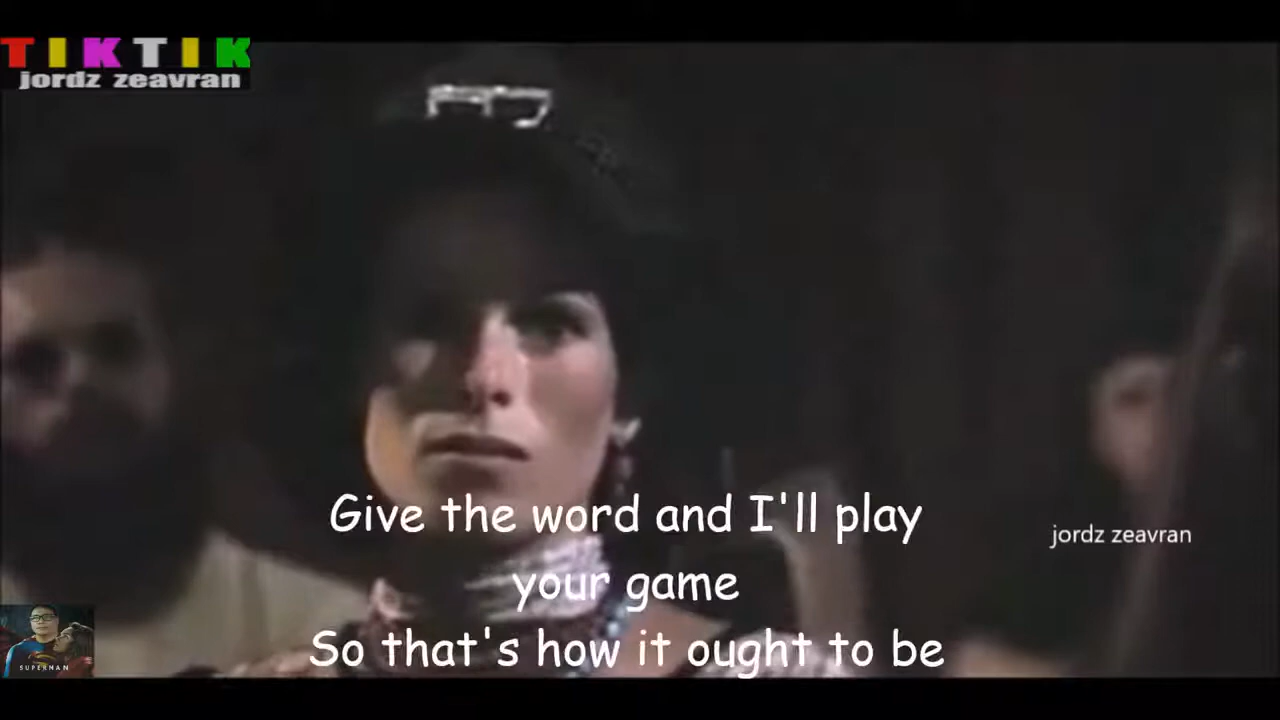 TIKTIK
jordz zeavran
Give the word and I'll play
your game
So that's how it ought to be
jordz zeavran
SUPERMAN